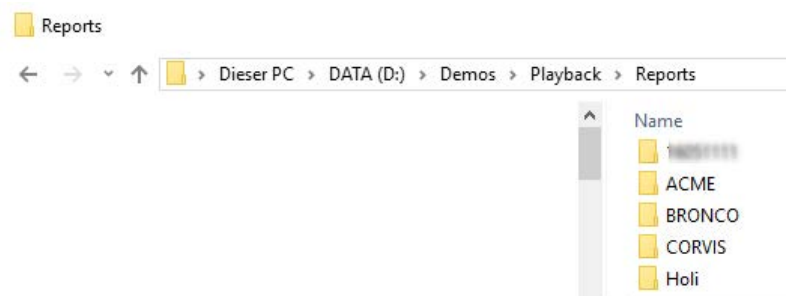 Reports
Dieser PC > DATA (D:) > Demos > Playback > Reports
Name
ACME
BRONCO
CORVIS
Holi